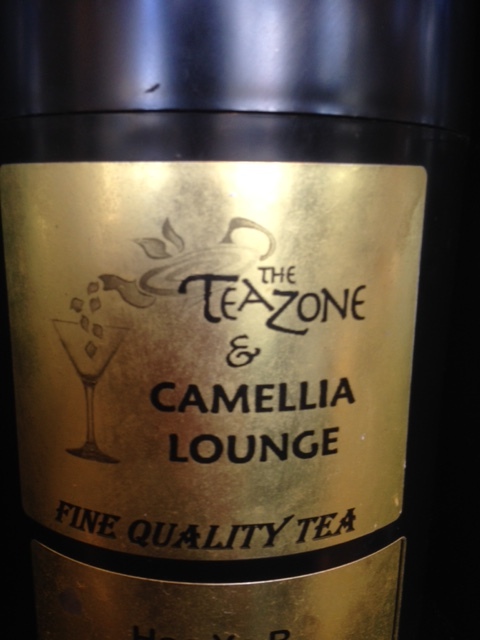 THE
TEAZONE
&
CAMELLIA
LOUNGE
FINE QUALITY TEA